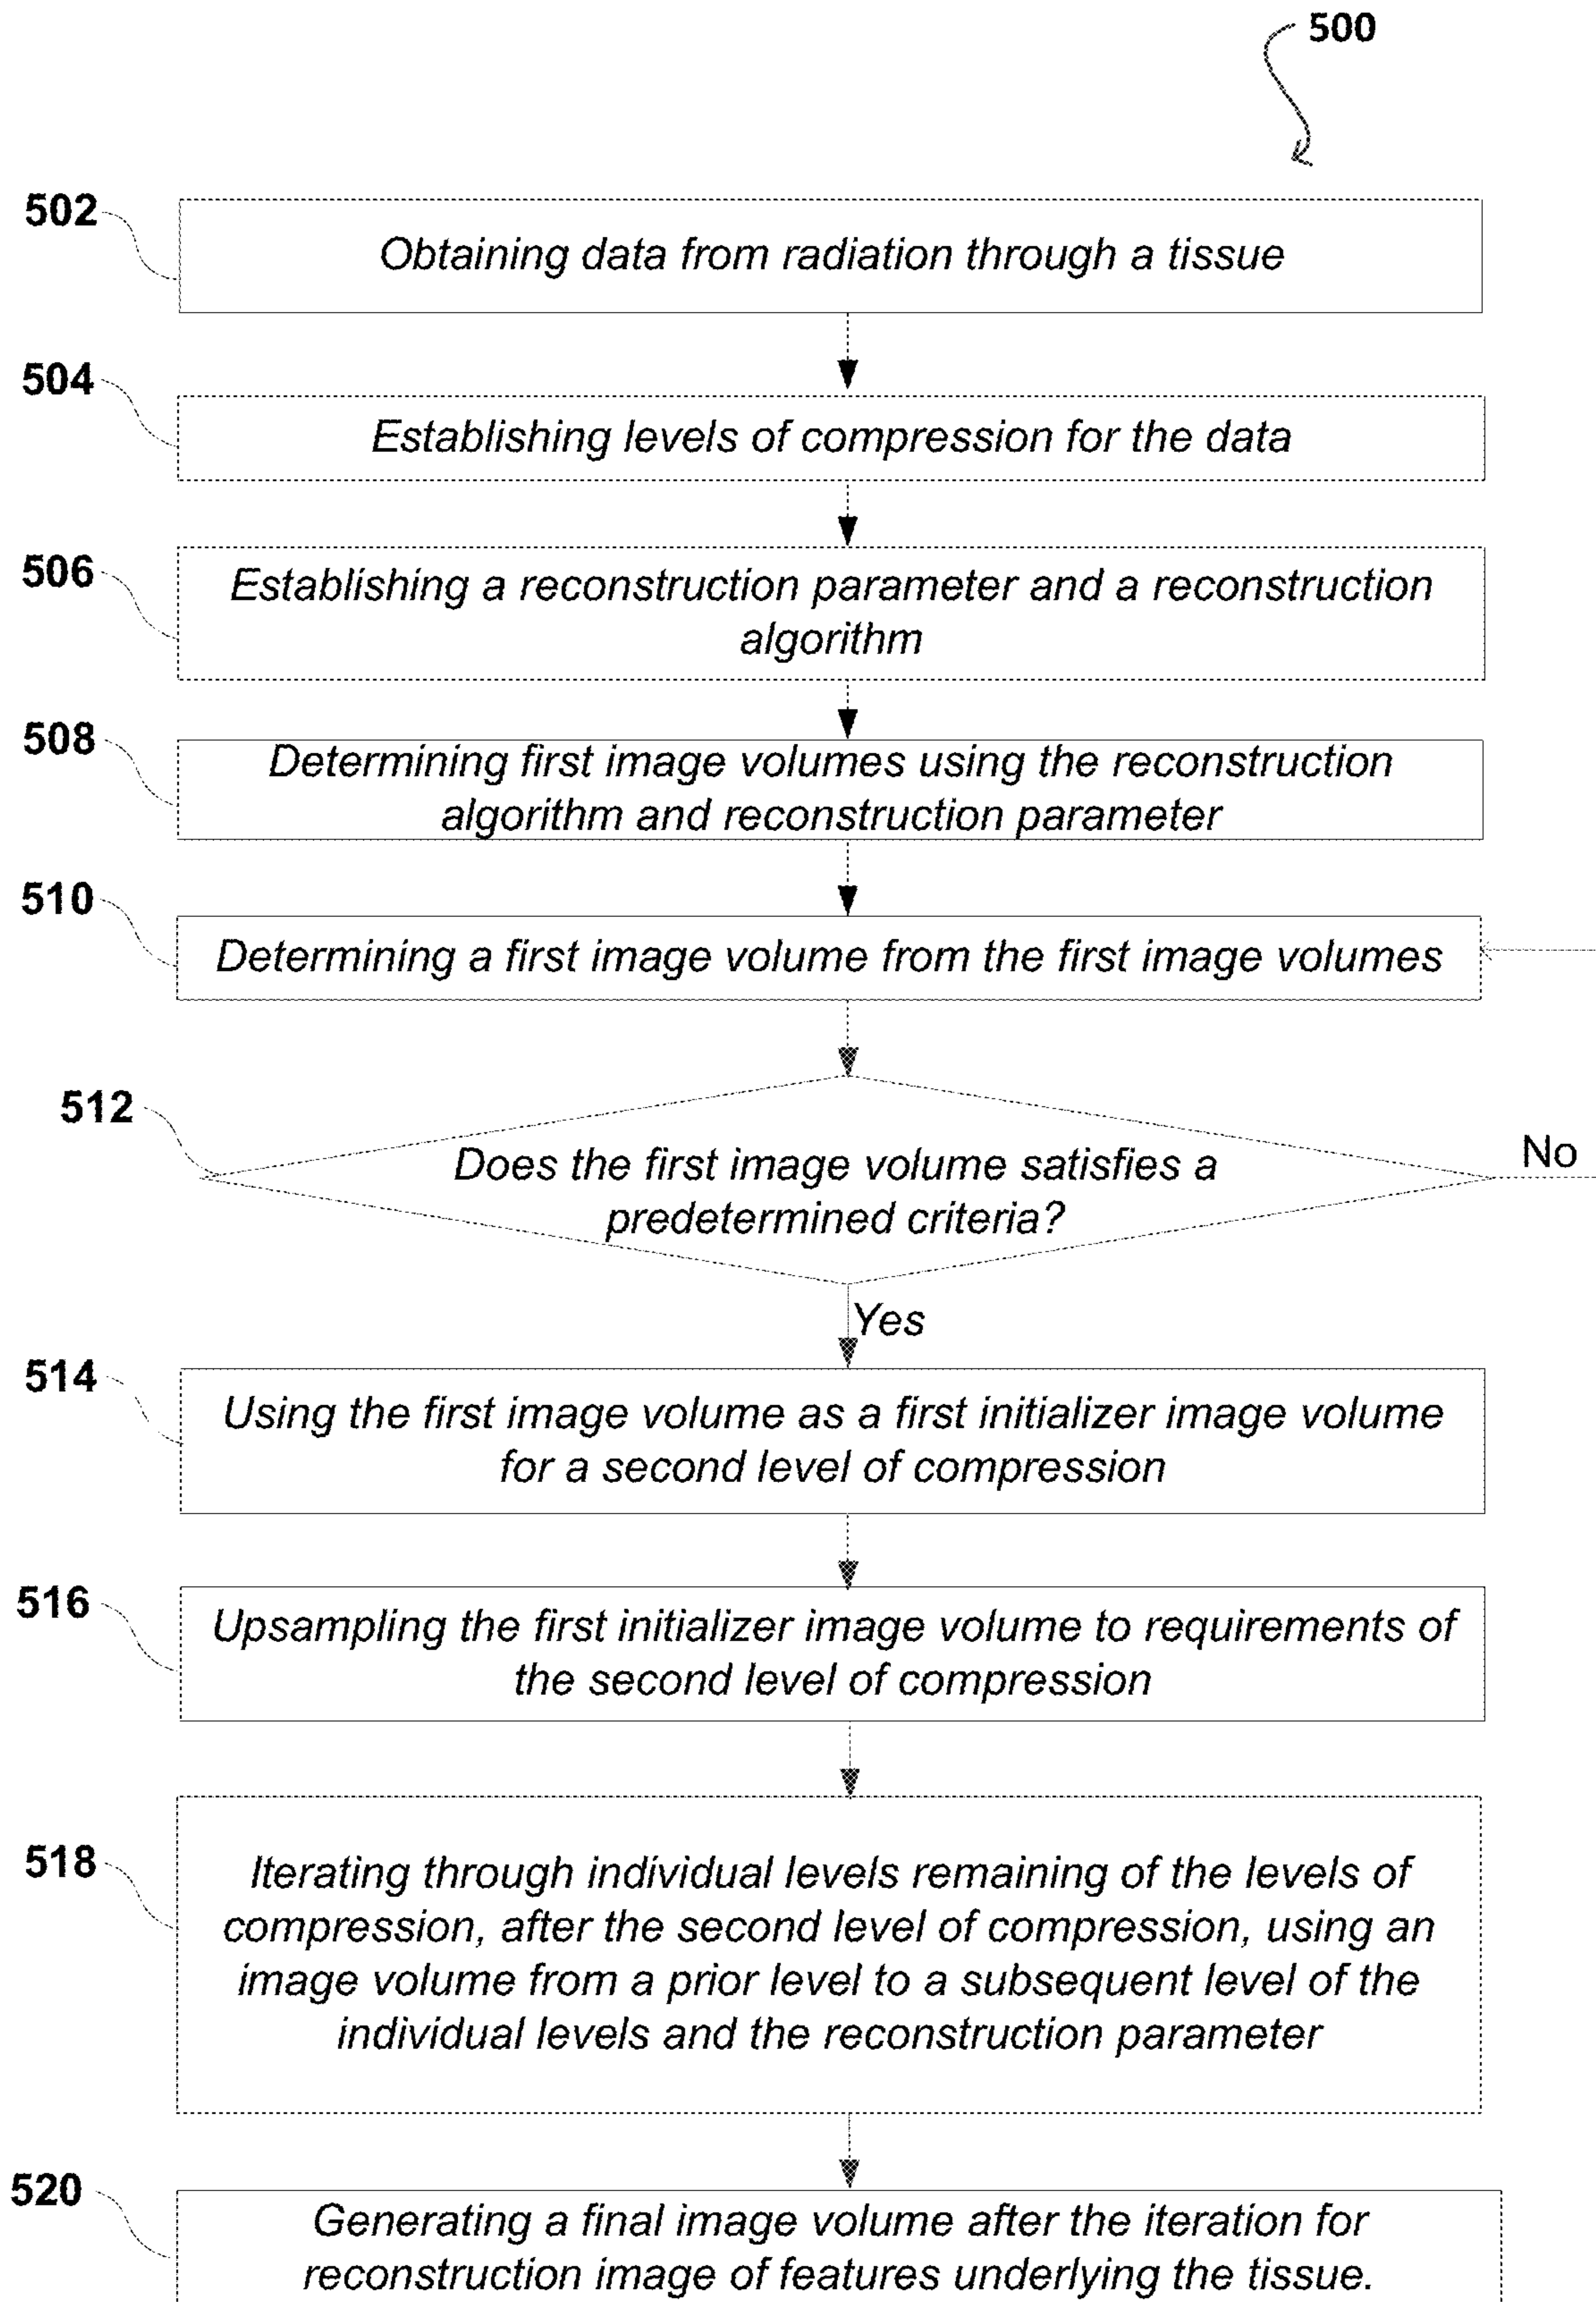 500
502
Obtaining data from radiation through a tissue
504
Establishing levels of compression for the data
506
Establishing a reconstruction parameter and a reconstruction
algorithm
508
Determining first image volumes using the reconstruction
algorithm and reconstruction parameter
510
Determining a first image volume from the first image volumes
512
Does the first image volume satisfies a
predetermined criteria?
No
Yes
514
Using the first image volume as a first initializer image volume
for a second level of compression
516
Upsampling the first initializer image volume to requirements of
the second level of compression
518
Iterating through individual levels remaining of the levels of
compression, after the second level of compression, using an
image volume from a prior level to a subsequent level of the
individual levels and the reconstruction parameter
520
Generating a final image volume after the iteration for
reconstruction image of features underlying the tissue.